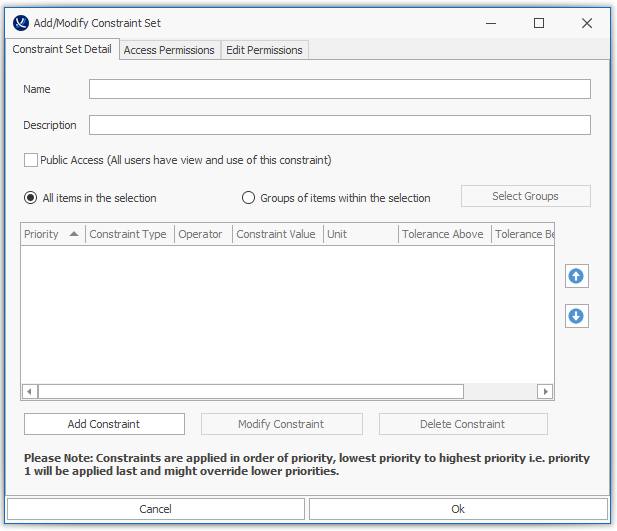 Add/Modify Constraint Set
Constraint Set Detail Access Permissions Edit Permissions
Name
Description
Public Access (All users have view and use of this constraint)
All items in the selection Groups of items within the selection Select Groups
Priority Constraint Type Operator Constraint Value Unit Tolerance Above Tolerance Be
Add Constraint Modify Constraint Delete Constraint
Please Note: Constraints are applied in order of priority, lowest priority to highest priority i.e. priority
1 will be applied last and might override lower priorities.
Cancel Ok